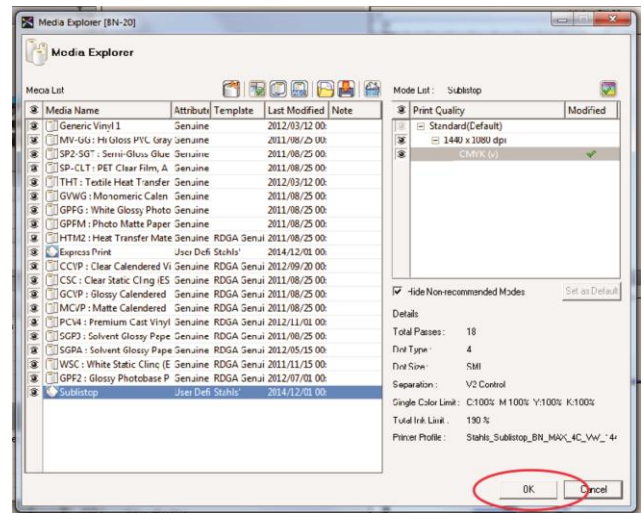 Media Explorer [BN-20]
Media Explorer
Media List
Media Name Attribute Template Last Modified Note
Generic Vinyl 1 Genuine 2012/03/12 00:
MV-GG : Hi Gloss PVC Gray Genuine 2011/08/25 00:
SP2-SGT : Semi-Gloss Glue Genuine 2011/08/25 00:
SP-CLT : PET Clear Film, A Genuine 2011/08/25 00:
THT : Textile Heat Transfer Genuine 2012/03/12 00:
GVWG : Monomeric Calen Genuine 2011/08/25 00:
GPFG : White Glossy Photo Genuine 2011/08/25 00:
GPFM : Photo Matte Paper Genuine 2011/08/25 00:
HTM2 : Heat Transfer Mate Genuine RDGA Genui 2011/08/25 00:
Express Print User Defi Stahls' 2014/12/01 00:
CCVP : Clear Calendered Vi Genuine RDGA Genui 2012/09/20 00:
CSC : Clear Static Cling (ES Genuine RDGA Genui 2011/08/25 00:
GCVP : Glossy Calendered Genuine RDGA Genui 2011/08/25 00:
MCVP : Matte Calendered Genuine RDGA Genui 2011/08/25 00:
PCV4 : Premium Cast Vinyl Genuine RDGA Genui 2012/11/01 00:
SGP3 : Solvent Glossy Pape Genuine RDGA Genui 2011/08/25 00:
SGPA : Solvent Glossy Pape Genuine RDGA Genui 2012/05/15 00:
WSC : White Static Cling (E Genuine RDGA Genui 2011/11/15 00:
GPF2 : Glossy Photobase P Genuine RDGA Genui 2012/07/01 00:
Sublistop User Defi Stahls' 2014/12/01 00:
Mode List : Sublistop
Print Quality Modified
Standard(Default)
1440 x 1080 dpi
CMYK (v)
Hide Non-recommended Modes Set as Default
Details
Total Passes : 18
Dot Type : 4
Dot Size : SML
Separation : V2 Control
Single Color Limit : C:100% M:100% Y:100% K:100%
Total Ink Limit : 190 %
Printer Profile : Stahls_Sublistop_BN_MAX_4C_VW_144
OK Cancel